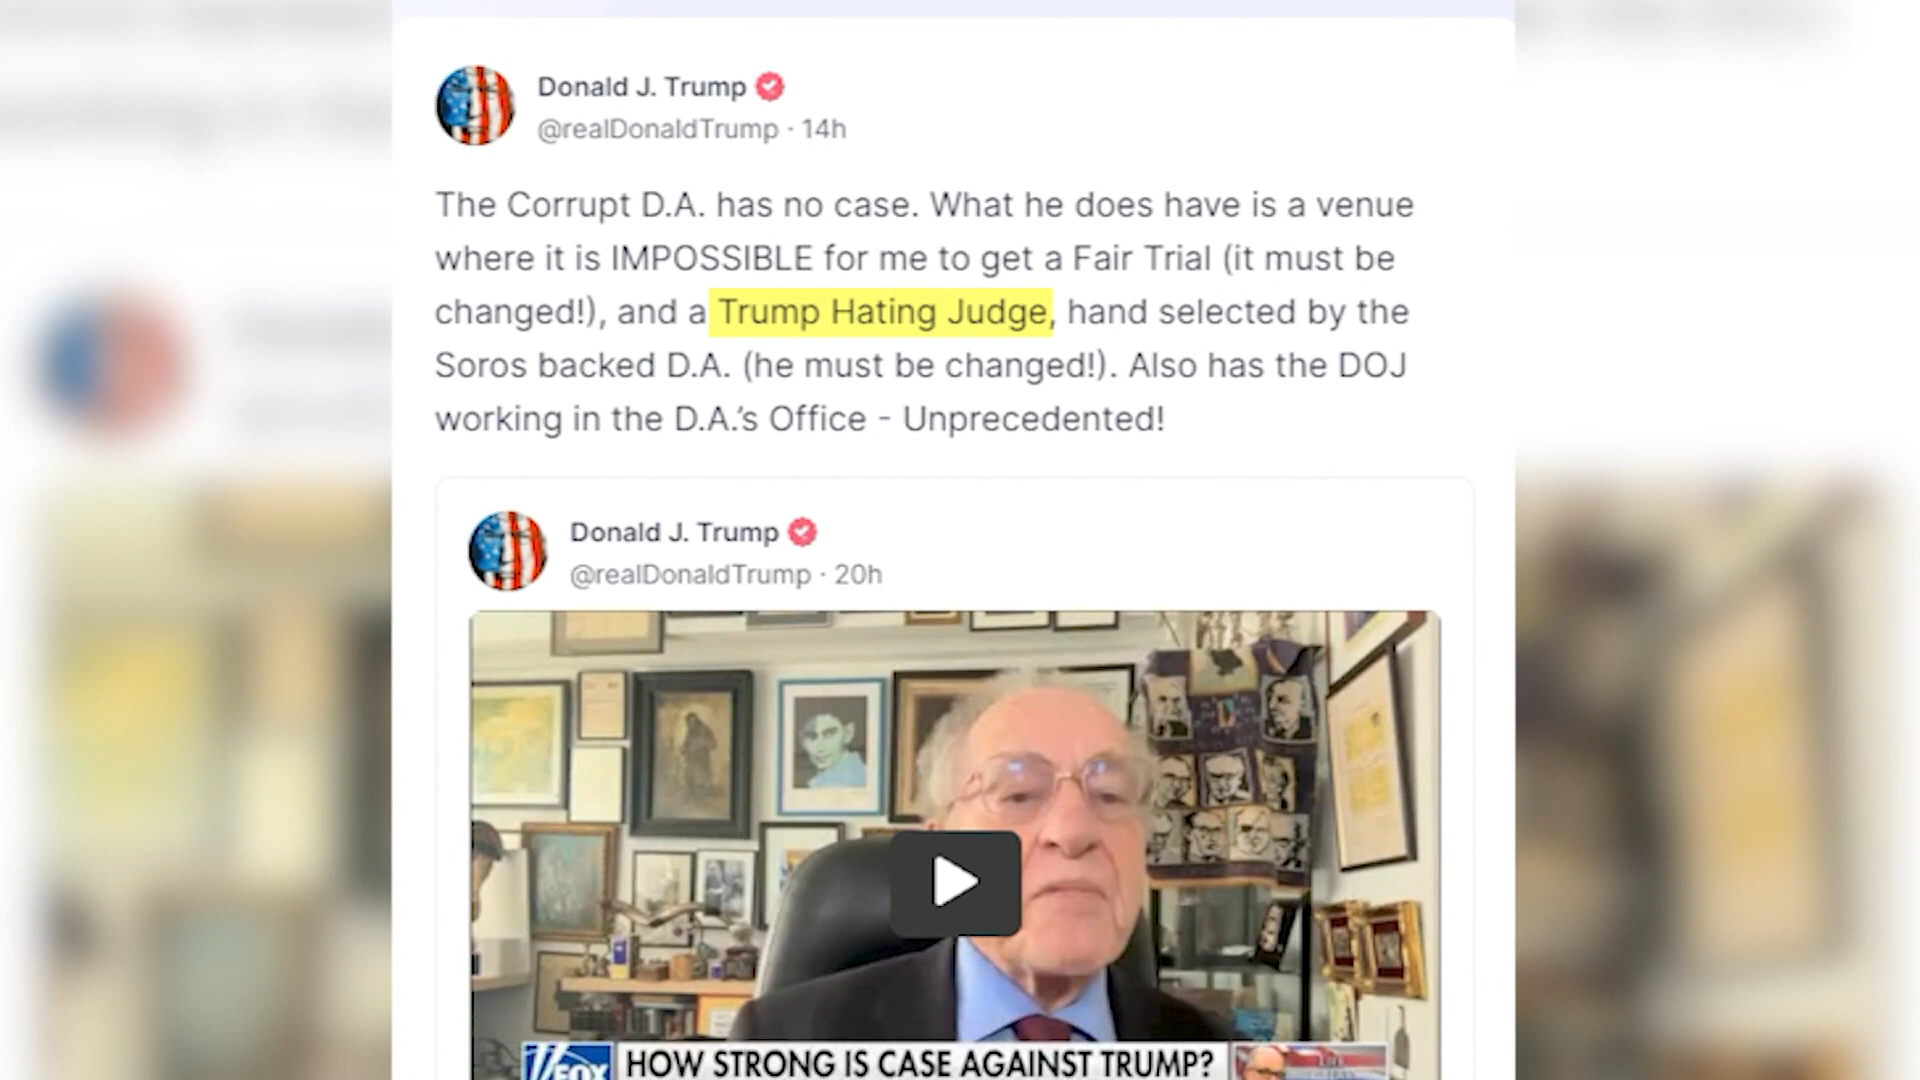 Donald J. Trump
@realDonaldTrump · 14h
The Corrupt D.A. has no case. What he does have is a venue
where it is IMPOSSIBLE for me to get a Fair Trial (it must be
changed!), and a Trump Hating Judge, hand selected by the
Soros backed D.A. (he must be changed!). Also has the DOJ
working in the D.A.’s Office - Unprecedented!
Donald J. Trump
@realDonaldTrump · 20h
FOX
HOW STRONG IS CASE AGAINST TRUMP?